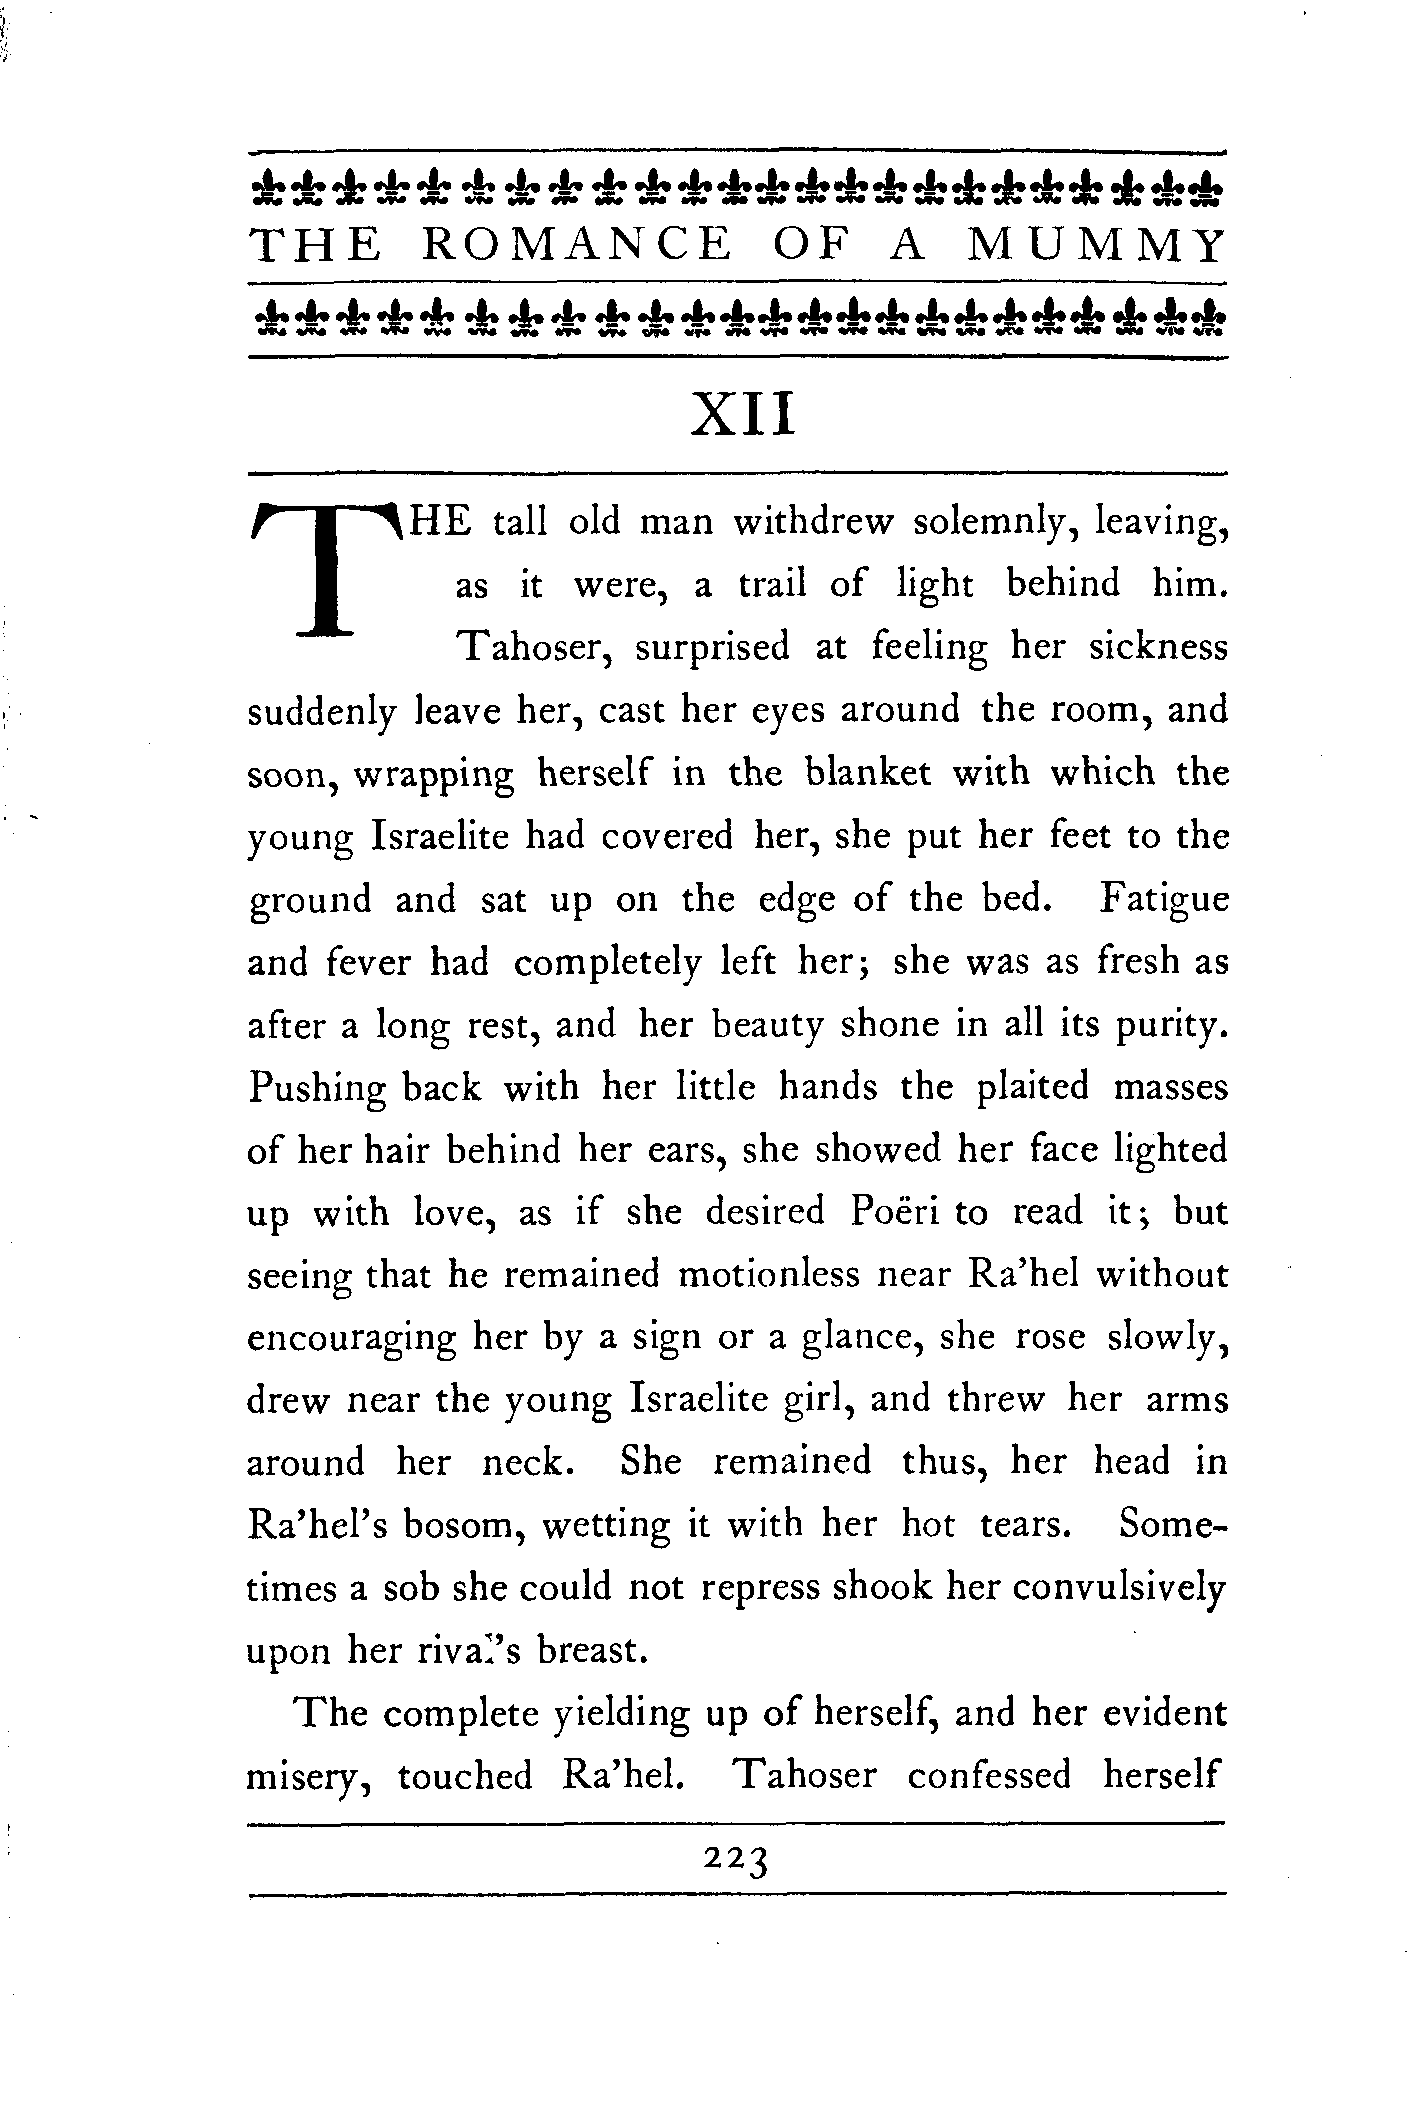 THE ROMANCE OF A MUMMY
XII
THE tall old man withdrew solemnly, leaving,
as it were, a trail of light behind him.
Tahoser, surprised at feeling her sickness
suddenly leave her, cast her eyes around the room, and
soon, wrapping herself in the blanket with which the
young Israelite had covered her, she put her feet to the
ground and sat up on the edge of the bed. Fatigue
and fever had completely left her; she was as fresh as
after a long rest, and her beauty shone in all its purity.
Pushing back with her little hands the plaited masses
of her hair behind her ears, she showed her face lighted
up with love, as if she desired Poëri to read it; but
seeing that he remained motionless near Ra'hel without
encouraging her by a sign or a glance, she rose slowly,
drew near the young Israelite girl, and threw her arms
around her neck. She remained thus, her head in
Ra'hel's bosom, wetting it with her hot tears. Some-
times a sob she could not repress shook her convulsively
upon her rival's breast.
The complete yielding up of herself, and her evident
misery, touched Ra'hel. Tahoser confessed herself
223